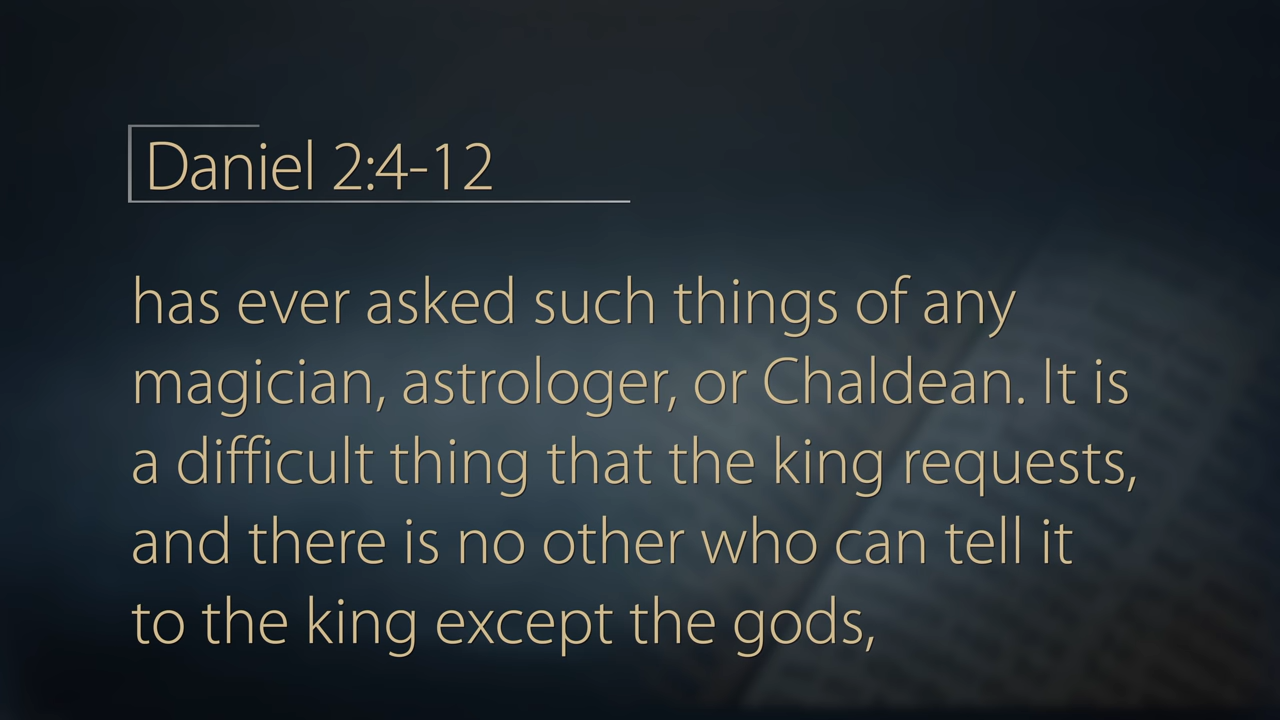 Daniel 2:4-12
has ever asked such things of any
magician, astrologer, or Chaldean. It is
a difficult thing that the king requests,
and there is no other who can tell it
to the king except the gods,